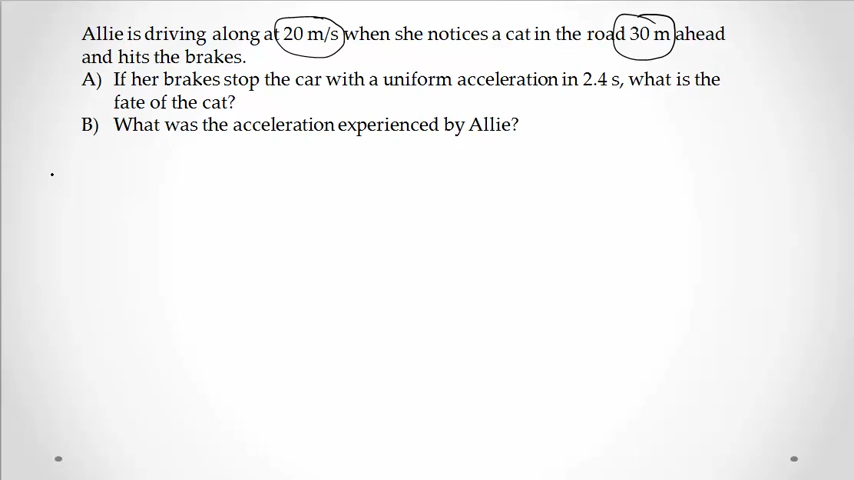 Allie is driving along at 20 m/s when she notices a cat in the road 30 m ahead
and hits the brakes.
A) If her brakes stop the car with a uniform acceleration in 2.4 s, what is the
fate of the cat?
B) What was the acceleration experienced by Allie?